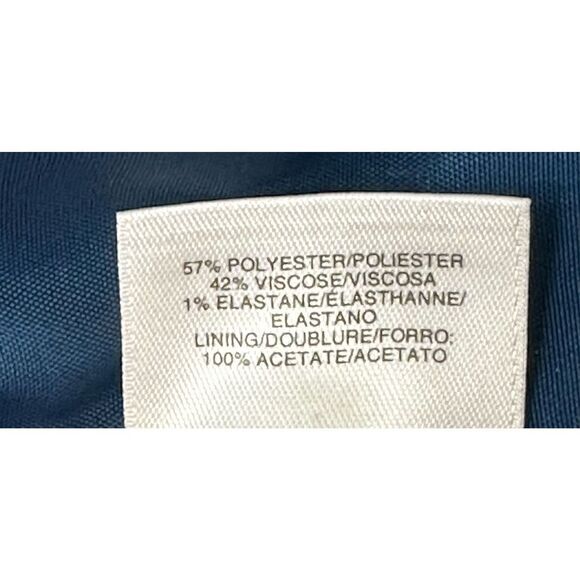 57% POLYESTER/POLIESTER
42% VISCOSE/VISCOSA
1% ELASTANE/ÉLASTHANNE/
ELASTANO
LINING/DOUBLURE/FORRO:
100% ACETATE/ACETATO